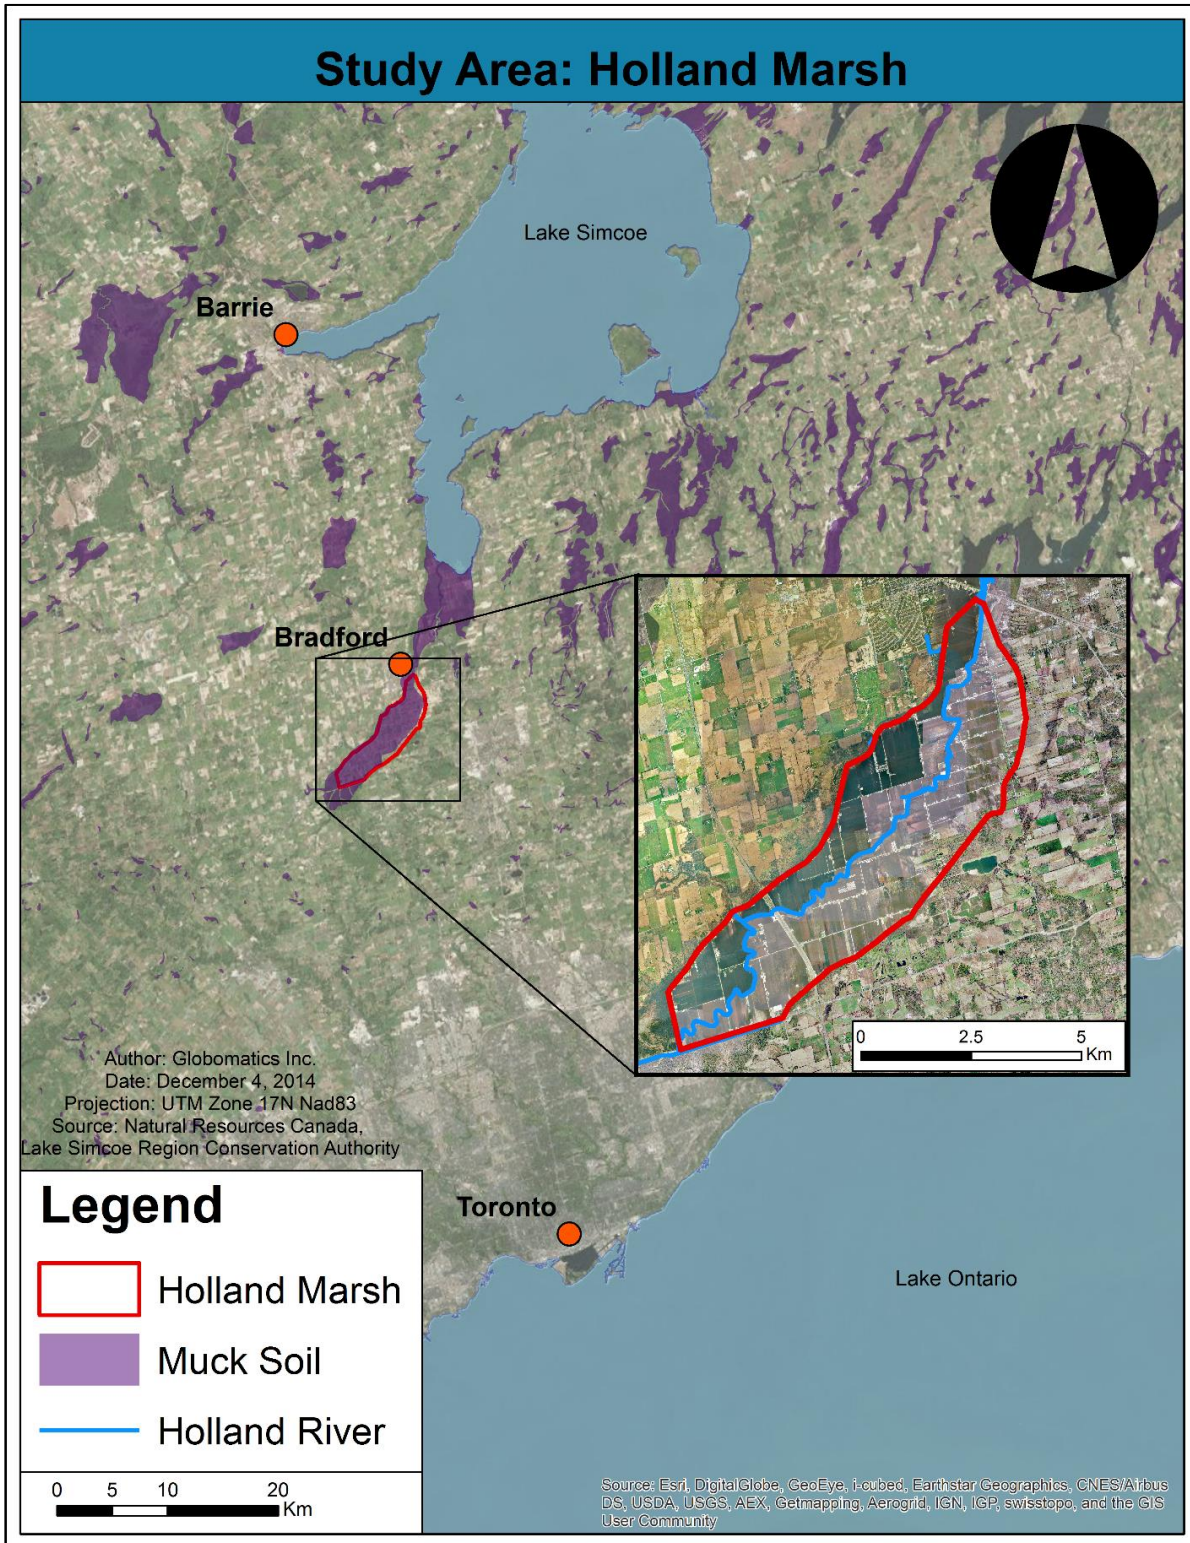 Study Area: Holland Marsh
Lake Simcoe
Barrie
Bradford
0 2.5 5
Km
Author: Globomatics Inc.
Date: December 4, 2014
Projection: UTM Zone 17N Nad83
Source: Natural Resources Canada,
Lake Simcoe Region Conservation Authority
Toronto
Lake Ontario
Legend
Holland Marsh
Muck Soil
Holland River
0 5 10 20
Km
Source: Esri, DigitalGlobe, GeoEye, i-cubed, Earthstar Geographics, CNES/Airbus
DS, USDA, USGS, AEX, Getmapping, Aerogrid, IGN, IGP, swisstopo, and the GIS
User Community